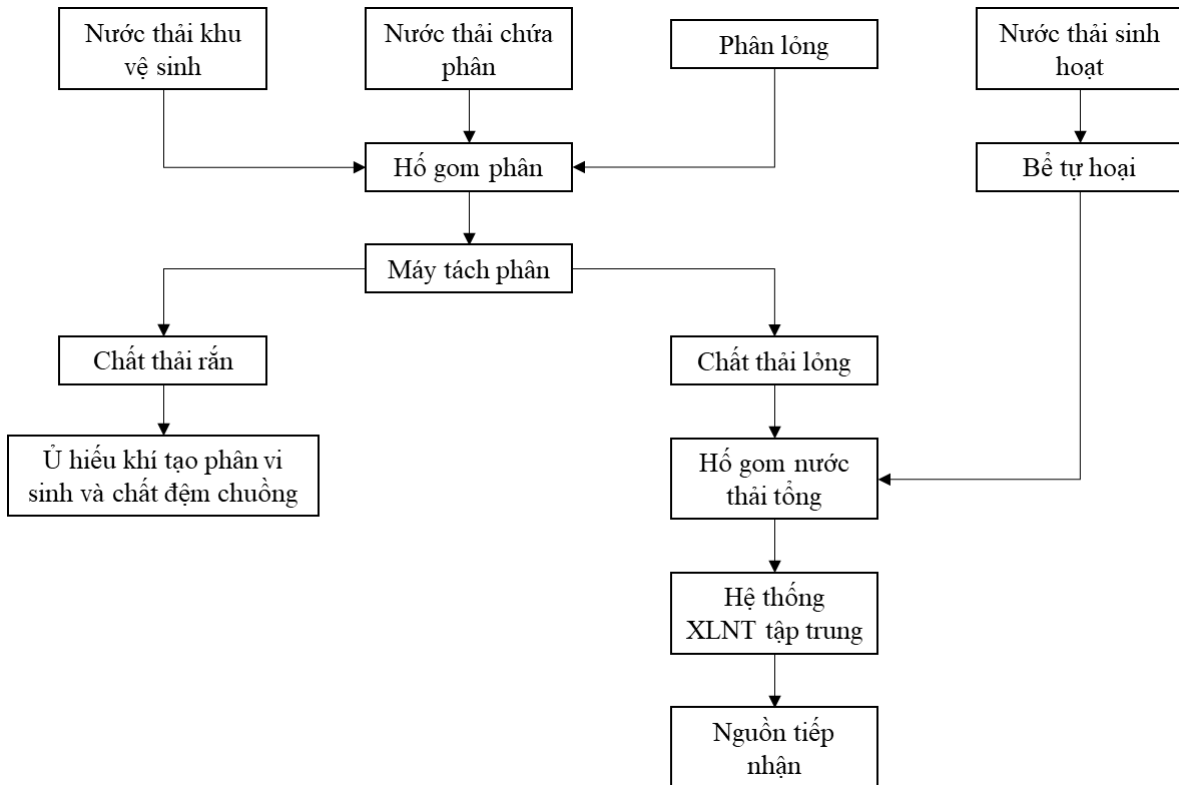 Nước thải khu
vệ sinh
Nước thải chứa
phân
Phân lỏng
Nước thải sinh
hoạt
Hố gom phân
Bể tự hoại
Máy tách phân
Chất thải rắn
Chất thải lỏng
Ủ hiếu khí tạo phân vi
sinh và chất đệm chuồng
Hố gom nước
thải tổng
Hệ thống
XLNT tập trung
Nguồn tiếp
nhận